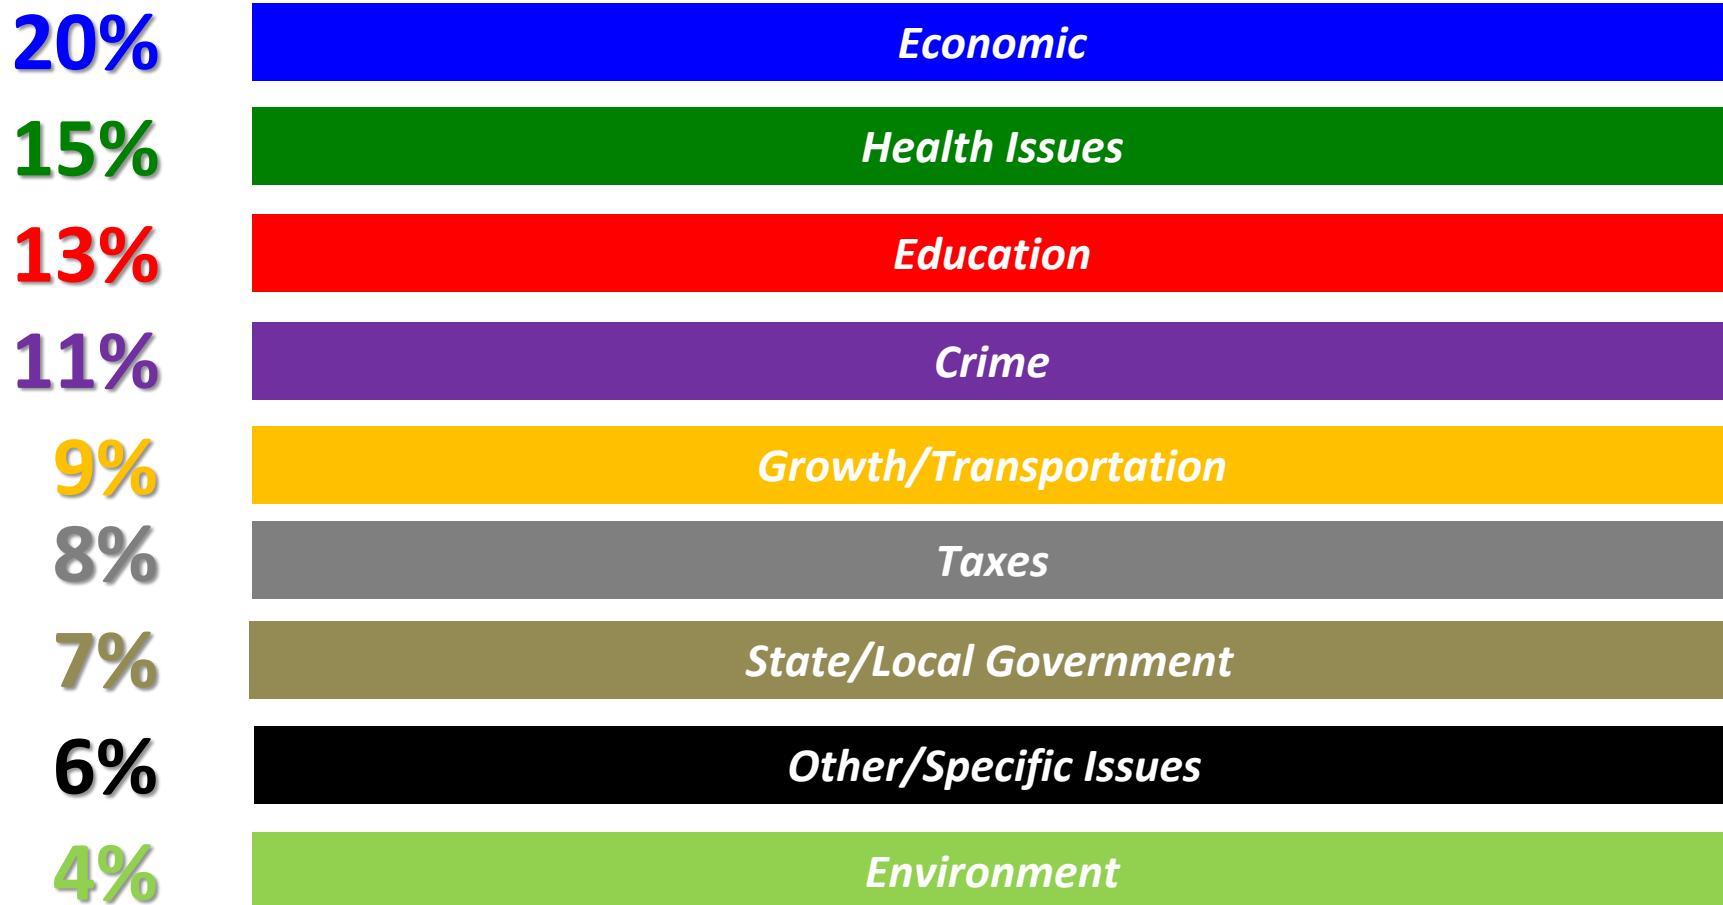 20% Economic
15% Health Issues
13% Education
11% Crime
9% Growth/Transportation
8% Taxes
7% State/Local Government
6% Other/Specific Issues
4% Environment